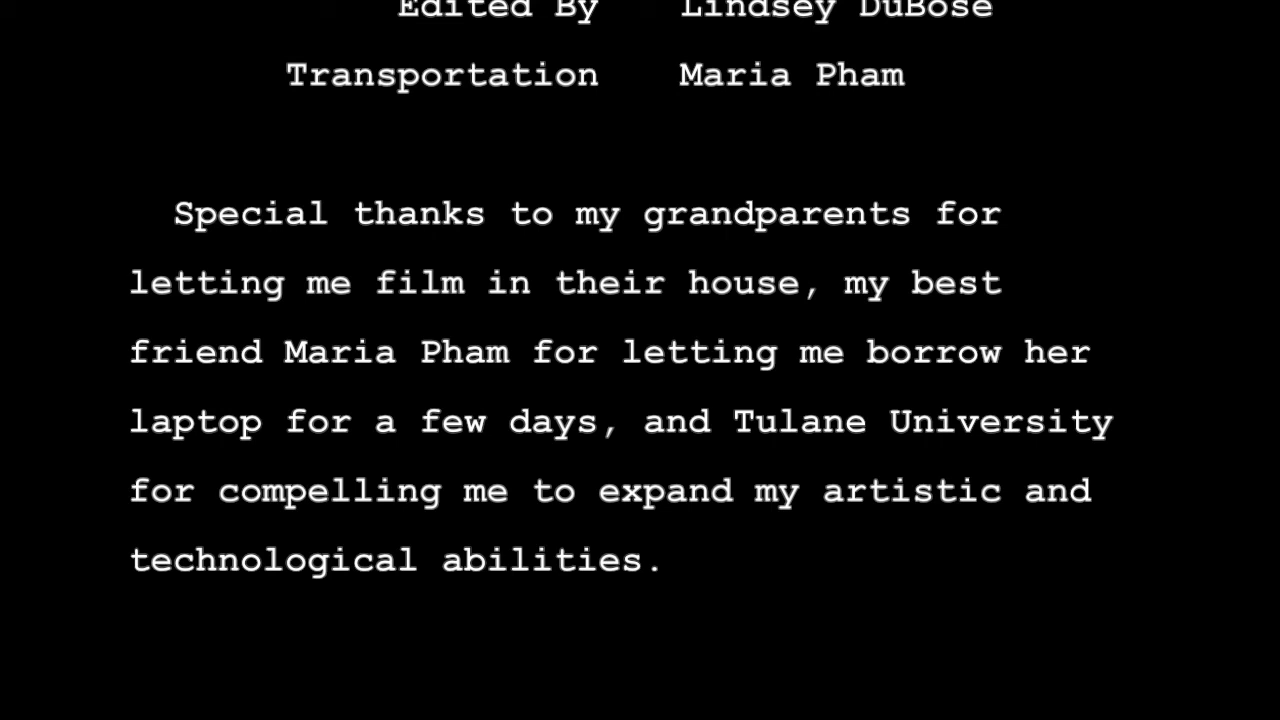 Edited By Lindsey DuBose
Transportation Maria Pham
Special thanks to my grandparents for
letting me film in their house, my best
friend Maria Pham for letting me borrow her
laptop for a few days, and Tulane University
for compelling me to expand my artistic and
technological abilities.